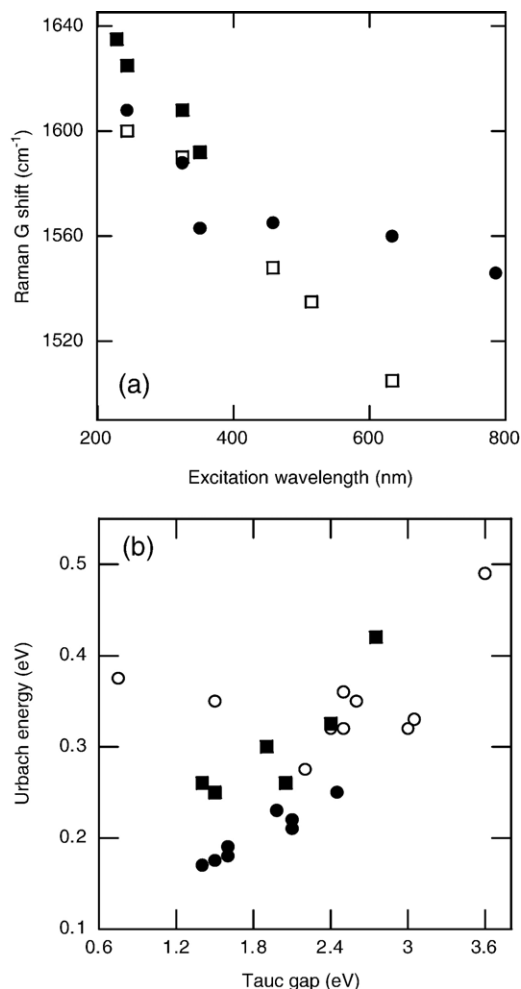 1640
1600
1560
1520
Raman G shift (cm⁻¹)
(a)
200 400 600 800
Excitation wavelength (nm)
(b)
0.5
0.4
0.3
0.2
0.1
Urbach energy (eV)
0.6 1.2 1.8 2.4 3 3.6
Tauc gap (eV)